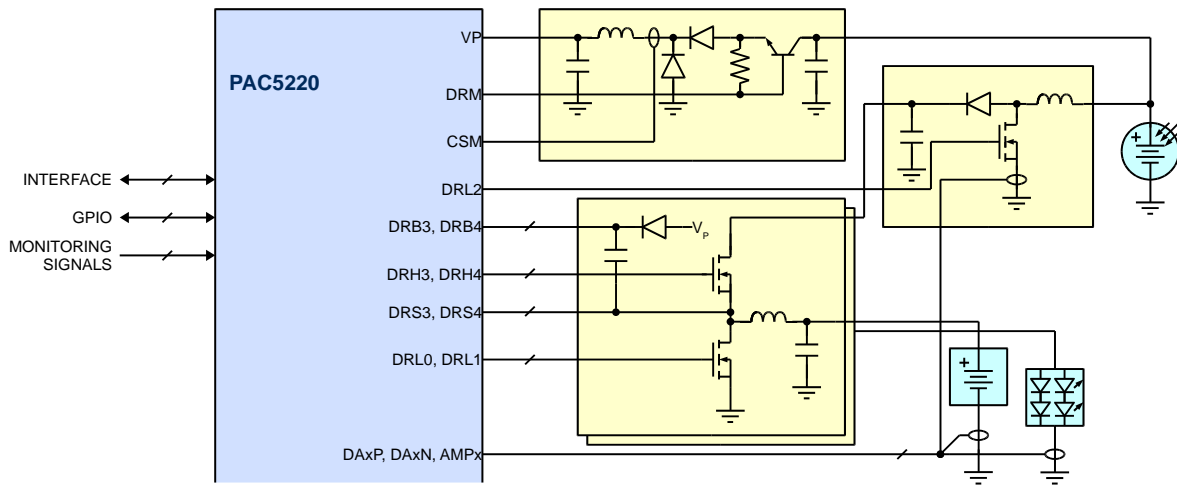 VP
PAC5220
DRM
CSM
INTERFACE
DRL2
GPIO
DRB3, DRB4
V_P
MONITORING
SIGNALS
DRH3, DRH4
DRS3, DRS4
DRL0, DRL1
DAxP, DAxN, AMPx
+
+